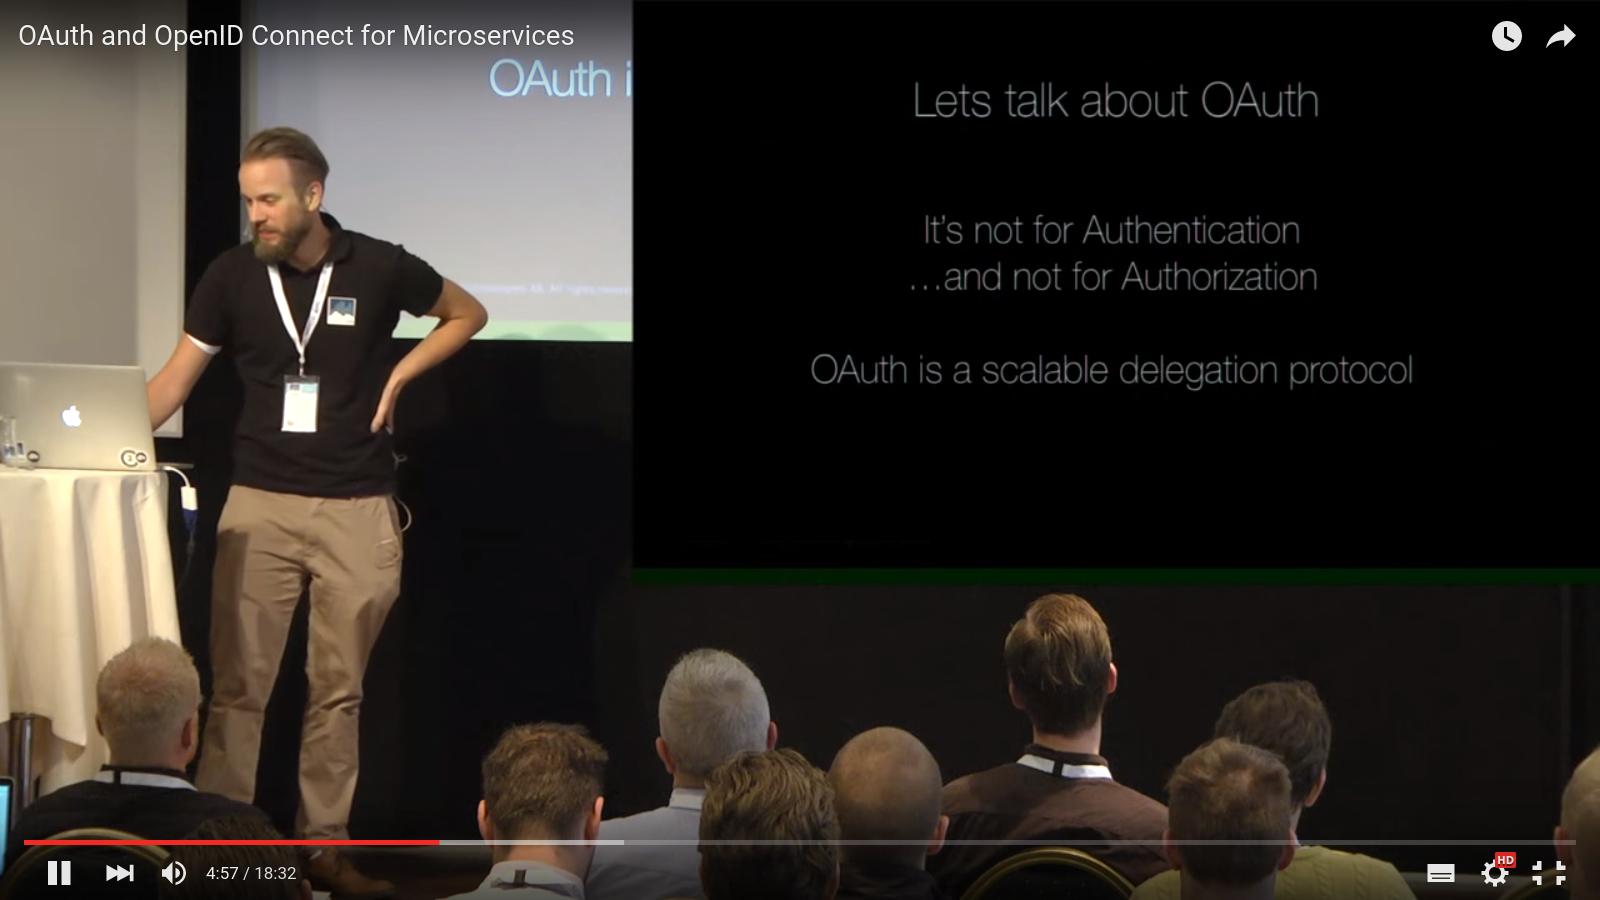 OAuth and OpenID Connect for Microservices
OAuth i
Lets talk about OAuth
It's not for Authentication
...and not for Authorization
OAuth is a scalable delegation protocol
4:57 / 18:32
HD